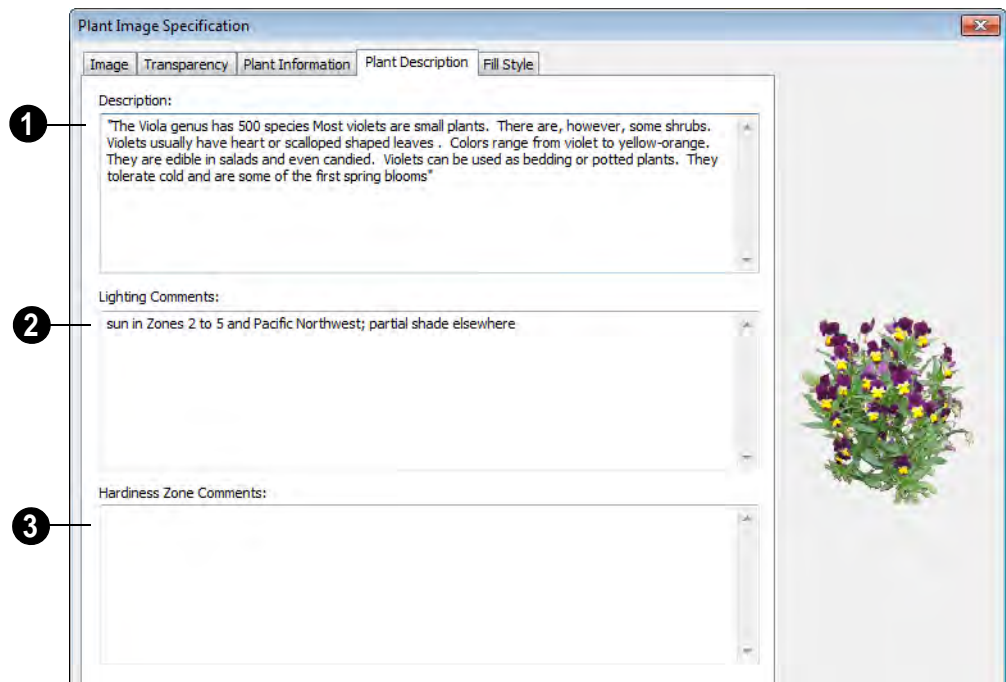 Plant Image Specification
Image Transparency Plant Information Plant Description Fill Style
Description:
1
"The Viola genus has 500 species Most violets are small plants.  There are, however, some shrubs.
Violets usually have heart or scalloped shaped leaves .  Colors range from violet to yellow-orange.
They are edible in salads and even candied.  Violets can be used as bedding or potted plants.  They
tolerate cold and are some of the first spring blooms"
Lighting Comments:
2
sun in Zones 2 to 5 and Pacific Northwest; partial shade elsewhere
Hardiness Zone Comments:
3